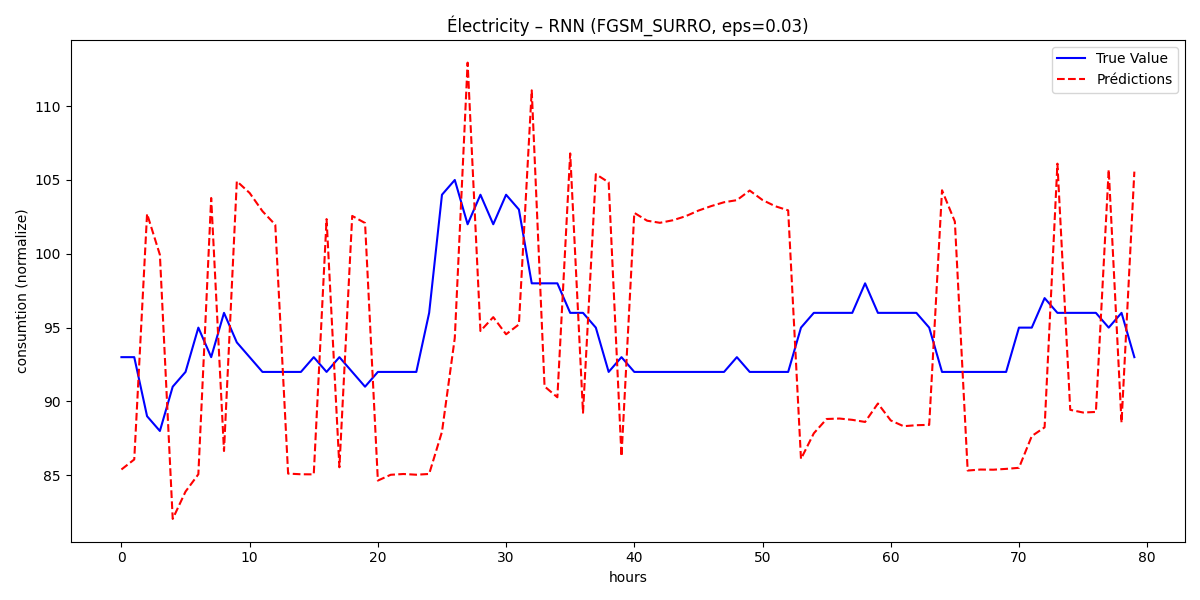 Électricity – RNN (FGSM_SURRO, eps=0.03)
True Value
Prédictions
consumtion (normalize)
110
105
100
95
90
85
0 10 20 30 40 50 60 70 80
hours